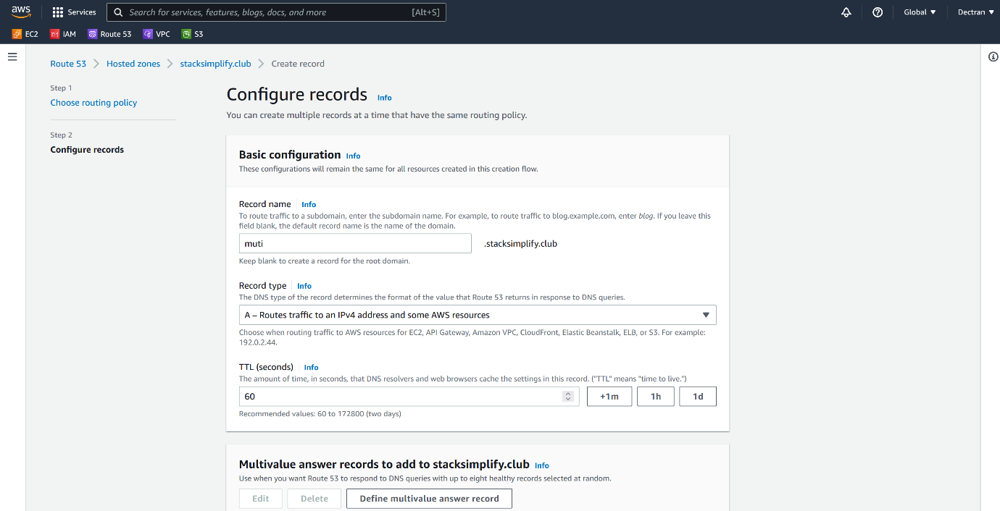 aws
Services
Search for services, features, blogs, docs, and more
[Alt+S]
Global ▼
Dectran ▼
EC2
IAM
Route 53
VPC
S3
Route 53 > Hosted zones > stacksimplify.club > Create record
Step 1
Choose routing policy
Step 2
Configure records
Configure records Info
You can create multiple records at a time that have the same routing policy.
Basic configuration Info
These configurations will remain the same for all resources created in this creation flow.
Record name Info
To route traffic to a subdomain, enter the subdomain name. For example, to route traffic to blog.example.com, enter blog. If you leave this
field blank, the default record name is the name of the domain.
muti .stacksimplify.club
Keep blank to create a record for the root domain.
Record type Info
The DNS type of the record determines the format of the value that Route 53 returns in response to DNS queries.
A – Routes traffic to an IPv4 address and some AWS resources
Choose when routing traffic to AWS resources for EC2, API Gateway, Amazon VPC, CloudFront, Elastic Beanstalk, ELB, or S3. For example:
192.0.2.44.
TTL (seconds) Info
The amount of time, in seconds, that DNS resolvers and web browsers cache the settings in this record. ("TTL" means "time to live.")
60 +1m 1h 1d
Recommended values: 60 to 172800 (two days)
Multivalue answer records to add to stacksimplify.club Info
Use when you want Route 53 to respond to DNS queries with up to eight healthy records selected at random.
Edit Delete Define multivalue answer record